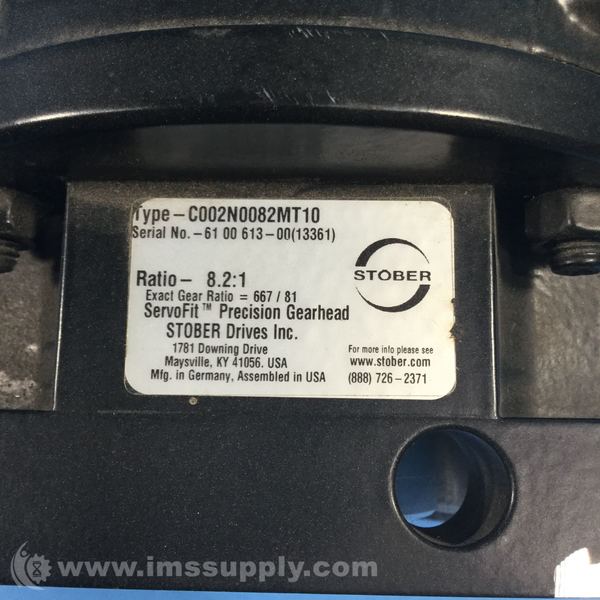 Type-C002N0082MT10
Serial No.-61 00 613-00(13361)
STOBER
Ratio- 8.2:1
Exact Gear Ratio = 667 / 81
ServoFit™ Precision Gearhead
STOBER Drives Inc.
1781 Downing Drive
Maysville, KY 41056. USA
Mfg. in Germany, Assembled in USA
For more info please see
www.stober.com
(888) 726-2371
www.imssupply.com